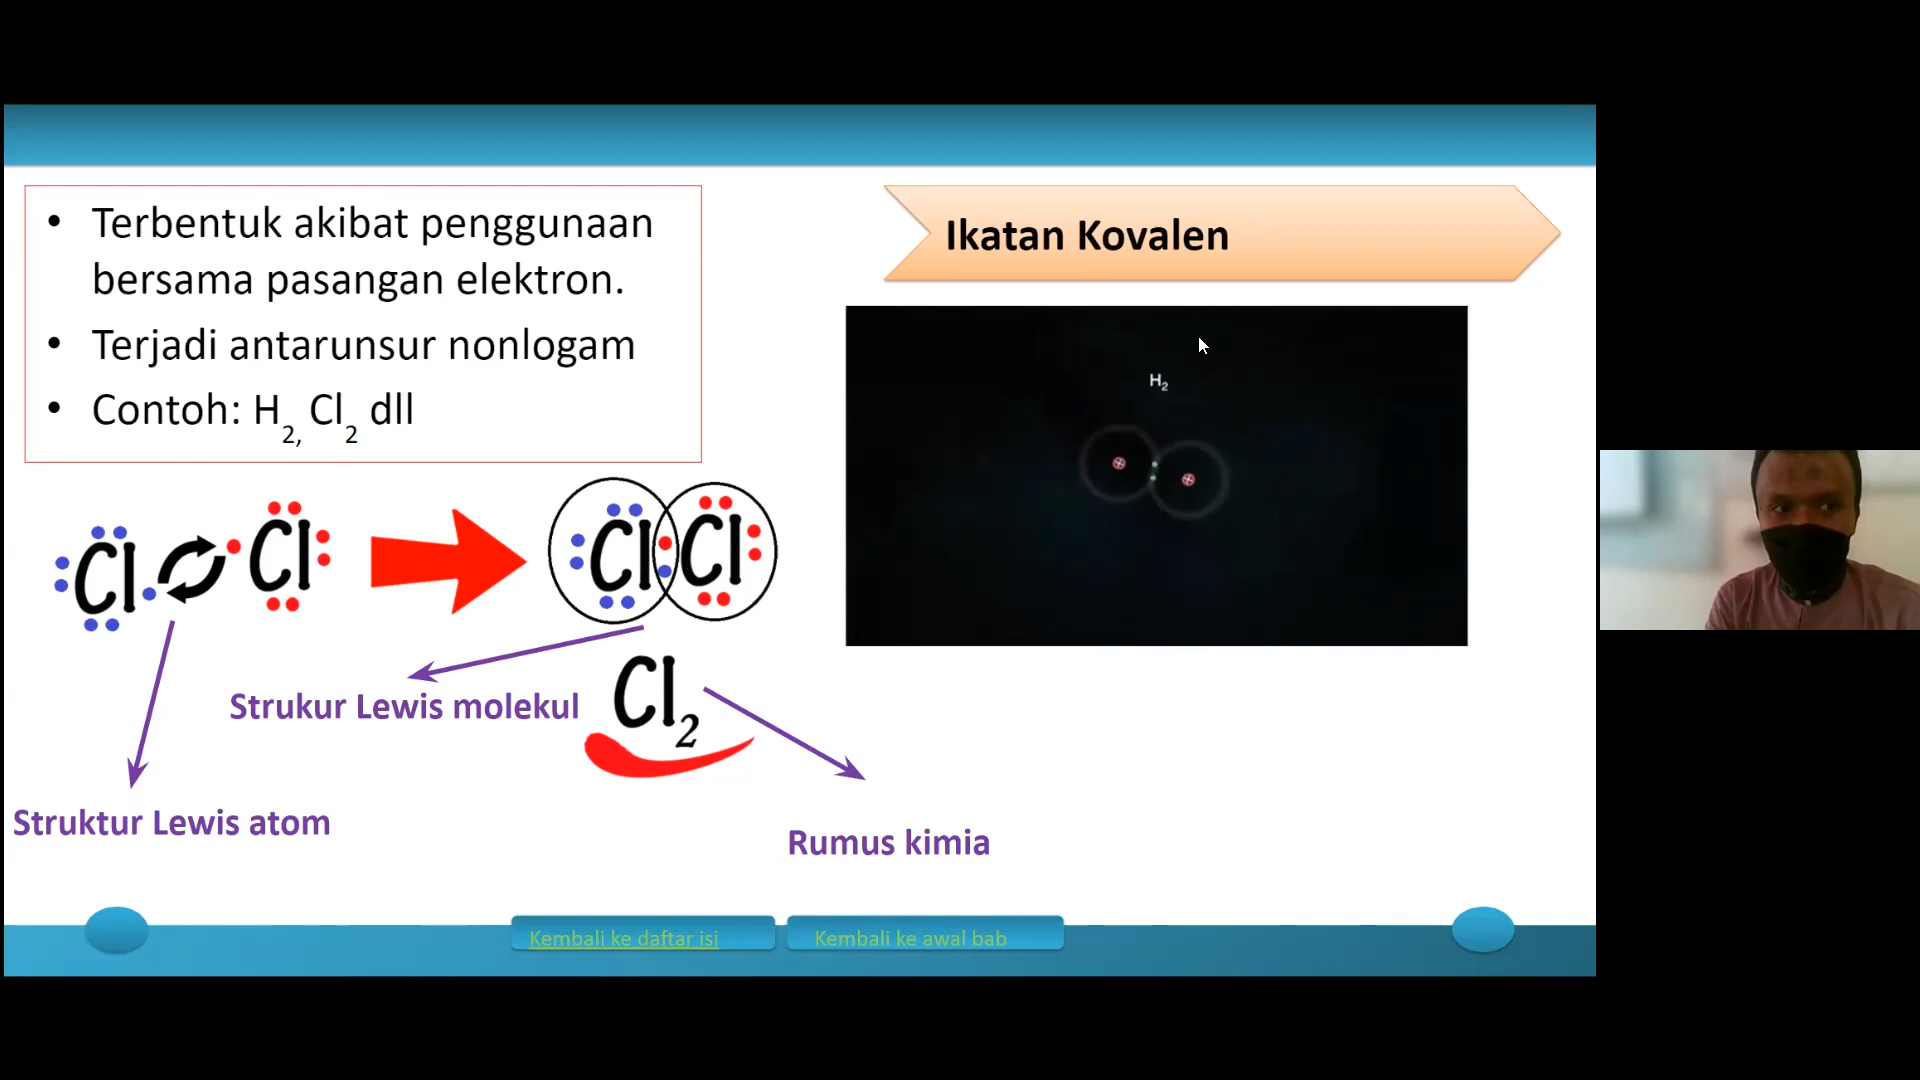 • Terbentuk akibat penggunaan
bersama pasangan elektron.
• Terjadi antarunsur nonlogam
• Contoh: H2, Cl2 dll
Ikatan Kovalen
H2
Cl
Cl
Cl
Cl
Strukur Lewis molekul
Cl2
Struktur Lewis atom
Rumus kimia
Kembali ke daftar isi
Kembali ke awal bab